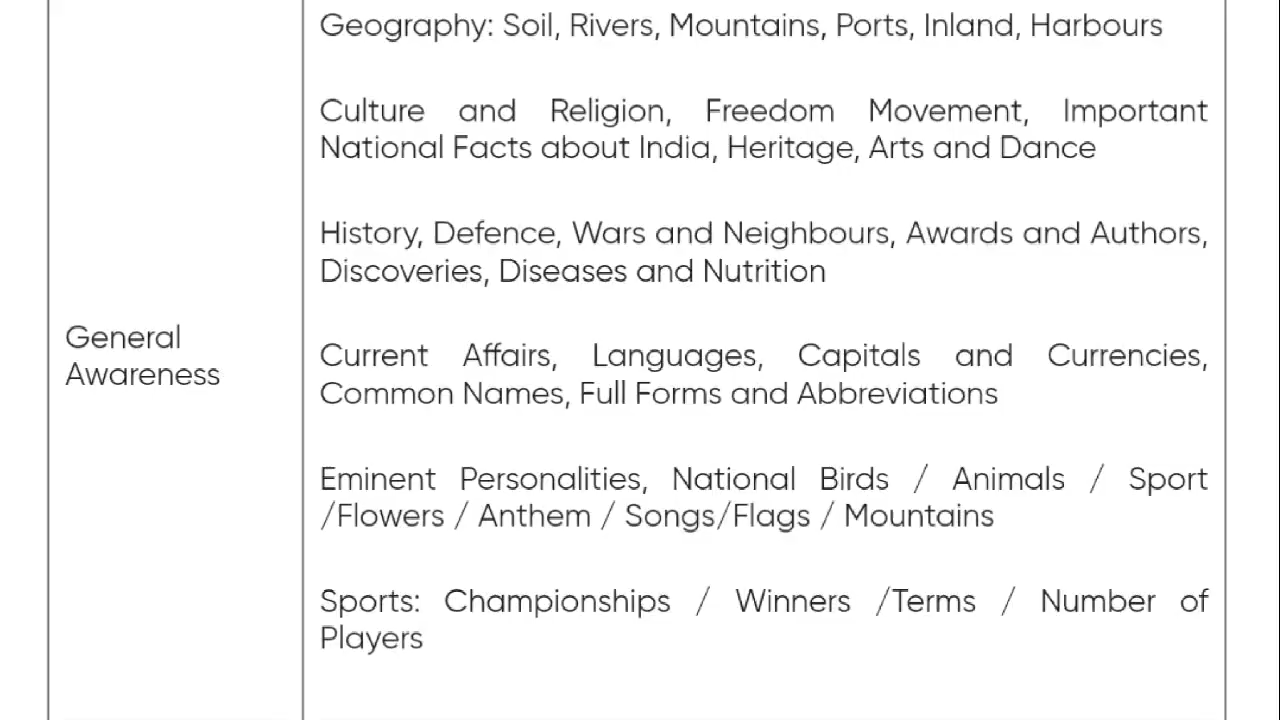 Geography: Soil, Rivers, Mountains, Ports, Inland, Harbours
Culture and Religion, Freedom Movement, Important
National Facts about India, Heritage, Arts and Dance
History, Defence, Wars and Neighbours, Awards and Authors,
Discoveries, Diseases and Nutrition
General
Awareness
Current Affairs, Languages, Capitals and Currencies,
Common Names, Full Forms and Abbreviations
Eminent Personalities, National Birds / Animals / Sport
/Flowers / Anthem / Songs/Flags / Mountains
Sports: Championships / Winners /Terms / Number of
Players